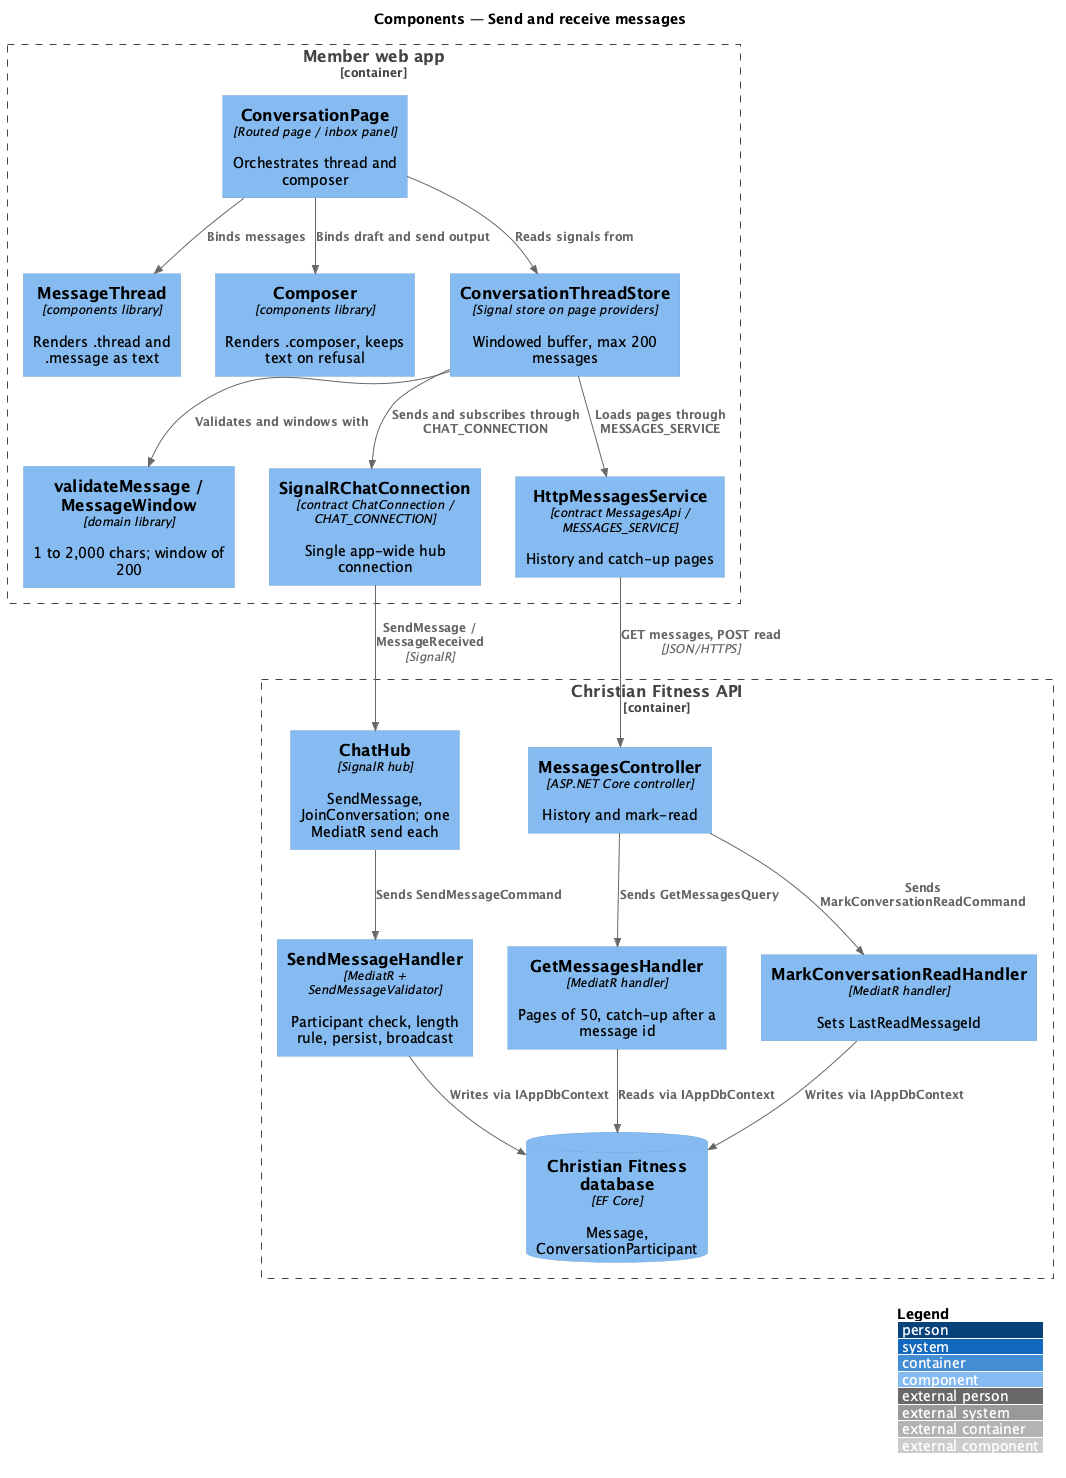 Components — Send and receive messages
Member web app
[container]
ConversationPage
[Routed page / inbox panel]
Orchestrates thread and
composer
Binds messages
Binds draft and send output
Reads signals from
MessageThread
[components library]
Renders .thread and
.message as text
Composer
[components library]
Renders .composer, keeps
text on refusal
ConversationThreadStore
[Signal store on page providers]
Windowed buffer, max 200
messages
Validates and windows with
Sends and subscribes through
CHAT_CONNECTION
Loads pages through
MESSAGES_SERVICE
validateMessage /
MessageWindow
[domain library]
1 to 2,000 chars; window of
200
SignalRChatConnection
[contract ChatConnection /
CHAT_CONNECTION]
Single app-wide hub
connection
HttpMessagesService
[contract MessagesApi /
MESSAGES_SERVICE]
History and catch-up pages
SendMessage /
MessageReceived
[SignalR]
GET messages, POST read
[JSON/HTTPS]
Christian Fitness API
[container]
ChatHub
[SignalR hub]
SendMessage,
JoinConversation; one
MediatR send each
MessagesController
[ASP.NET Core controller]
History and mark-read
Sends SendMessageCommand
Sends GetMessagesQuery
Sends
MarkConversationReadCommand
SendMessageHandler
[MediatR +
SendMessageValidator]
Participant check, length
rule, persist, broadcast
GetMessagesHandler
[MediatR handler]
Pages of 50, catch-up after a
message id
MarkConversationReadHandler
[MediatR handler]
Sets LastReadMessageId
Writes via IAppDbContext
Reads via IAppDbContext
Writes via IAppDbContext
Christian Fitness
database
[EF Core]
Message,
ConversationParticipant
Legend
person
system
container
component
external person
external system
external container
external component